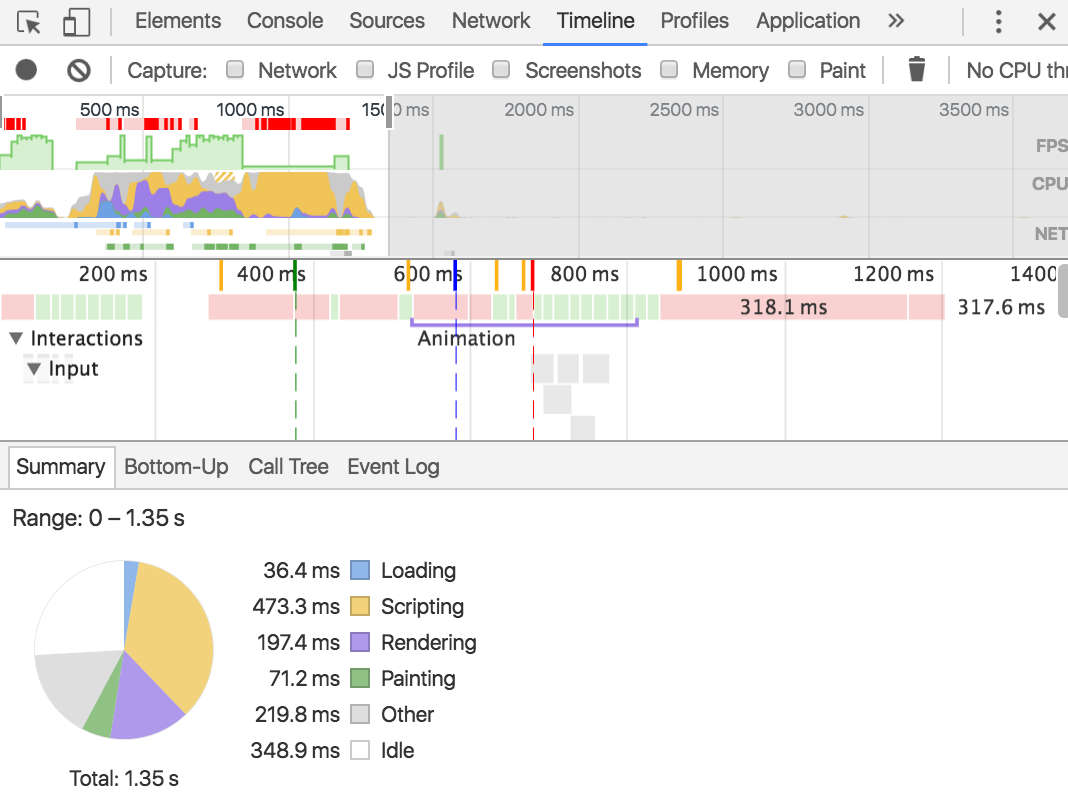 Elements Console Sources Network Timeline Profiles Application »
Capture: Network JS Profile Screenshots Memory Paint No CPU thr
500 ms 1000 ms 1500 ms 2000 ms 2500 ms 3000 ms 3500 ms
FPS
CPU
NET
200 ms 400 ms 600 ms 800 ms 1000 ms 1200 ms 1400
318.1 ms 317.6 ms
Interactions Animation
Input
Summary Bottom-Up Call Tree Event Log
Range: 0 – 1.35 s
36.4 ms Loading
473.3 ms Scripting
197.4 ms Rendering
71.2 ms Painting
219.8 ms Other
348.9 ms Idle
Total: 1.35 s